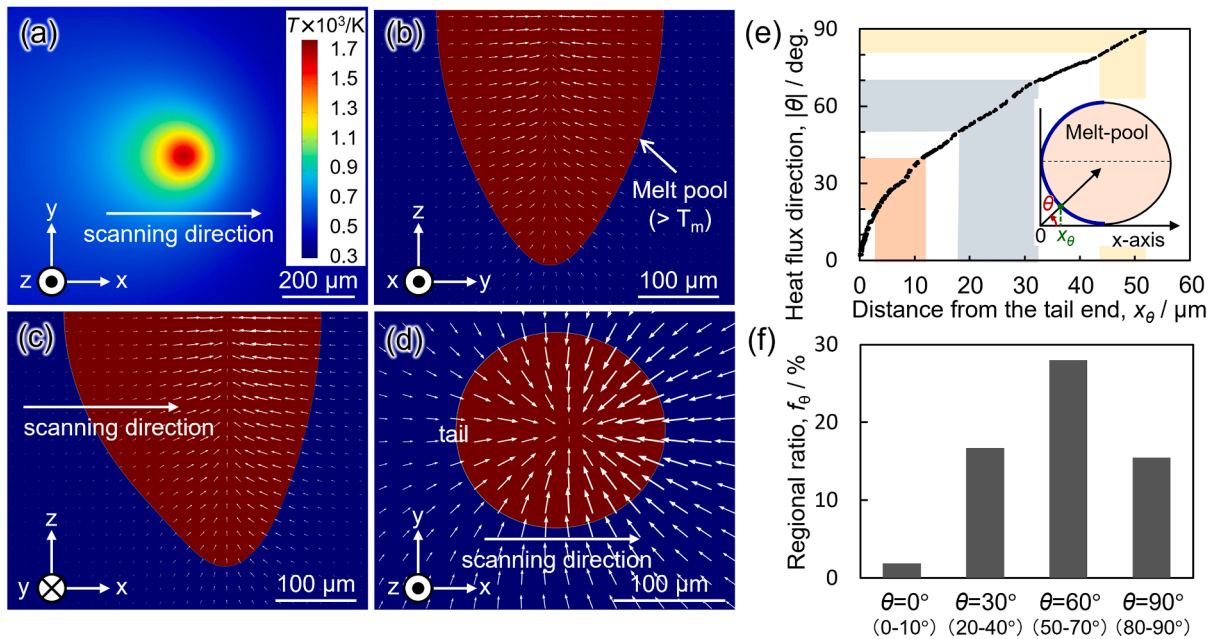 (a)
T×10³/K
1.7
1.5
1.3
1.1
0.9
0.7
0.5
0.3
y
z
x
scanning direction
200 μm
(b)
Melt pool
(> Tₘ)
z
x
y
100 μm
(c)
scanning direction
z
y
x
100 μm
(d)
tail
y
z
x
scanning direction
100 μm
(e)
Heat flux direction, |θ| / deg.
90
60
30
0
Melt-pool
θ
0
x_θ
x-axis
0 10 20 30 40 50 60
Distance from the tail end, x_θ / μm
(f)
Regional ratio, f_θ / %
30
20
10
0
θ=0° θ=30° θ=60° θ=90°
(0-10°) (20-40°) (50-70°) (80-90°)